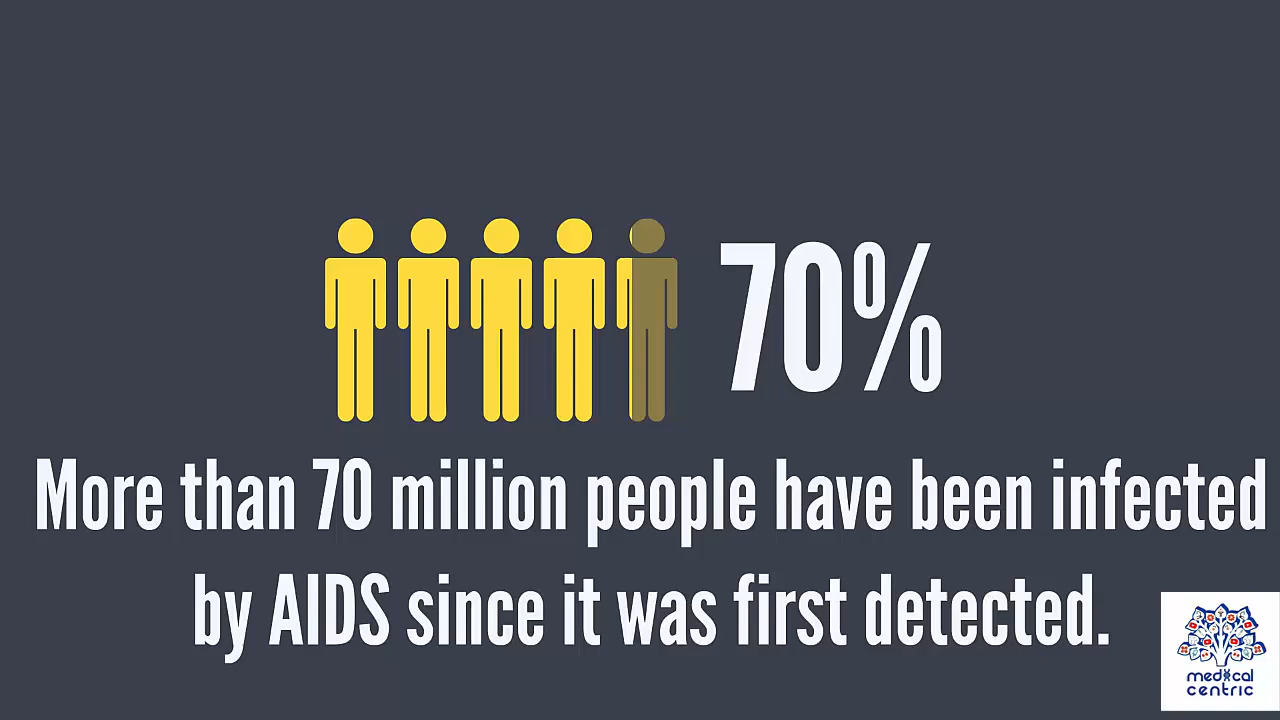 70%
More than 70 million people have been infected
by AIDS since it was first detected.
medical
centric